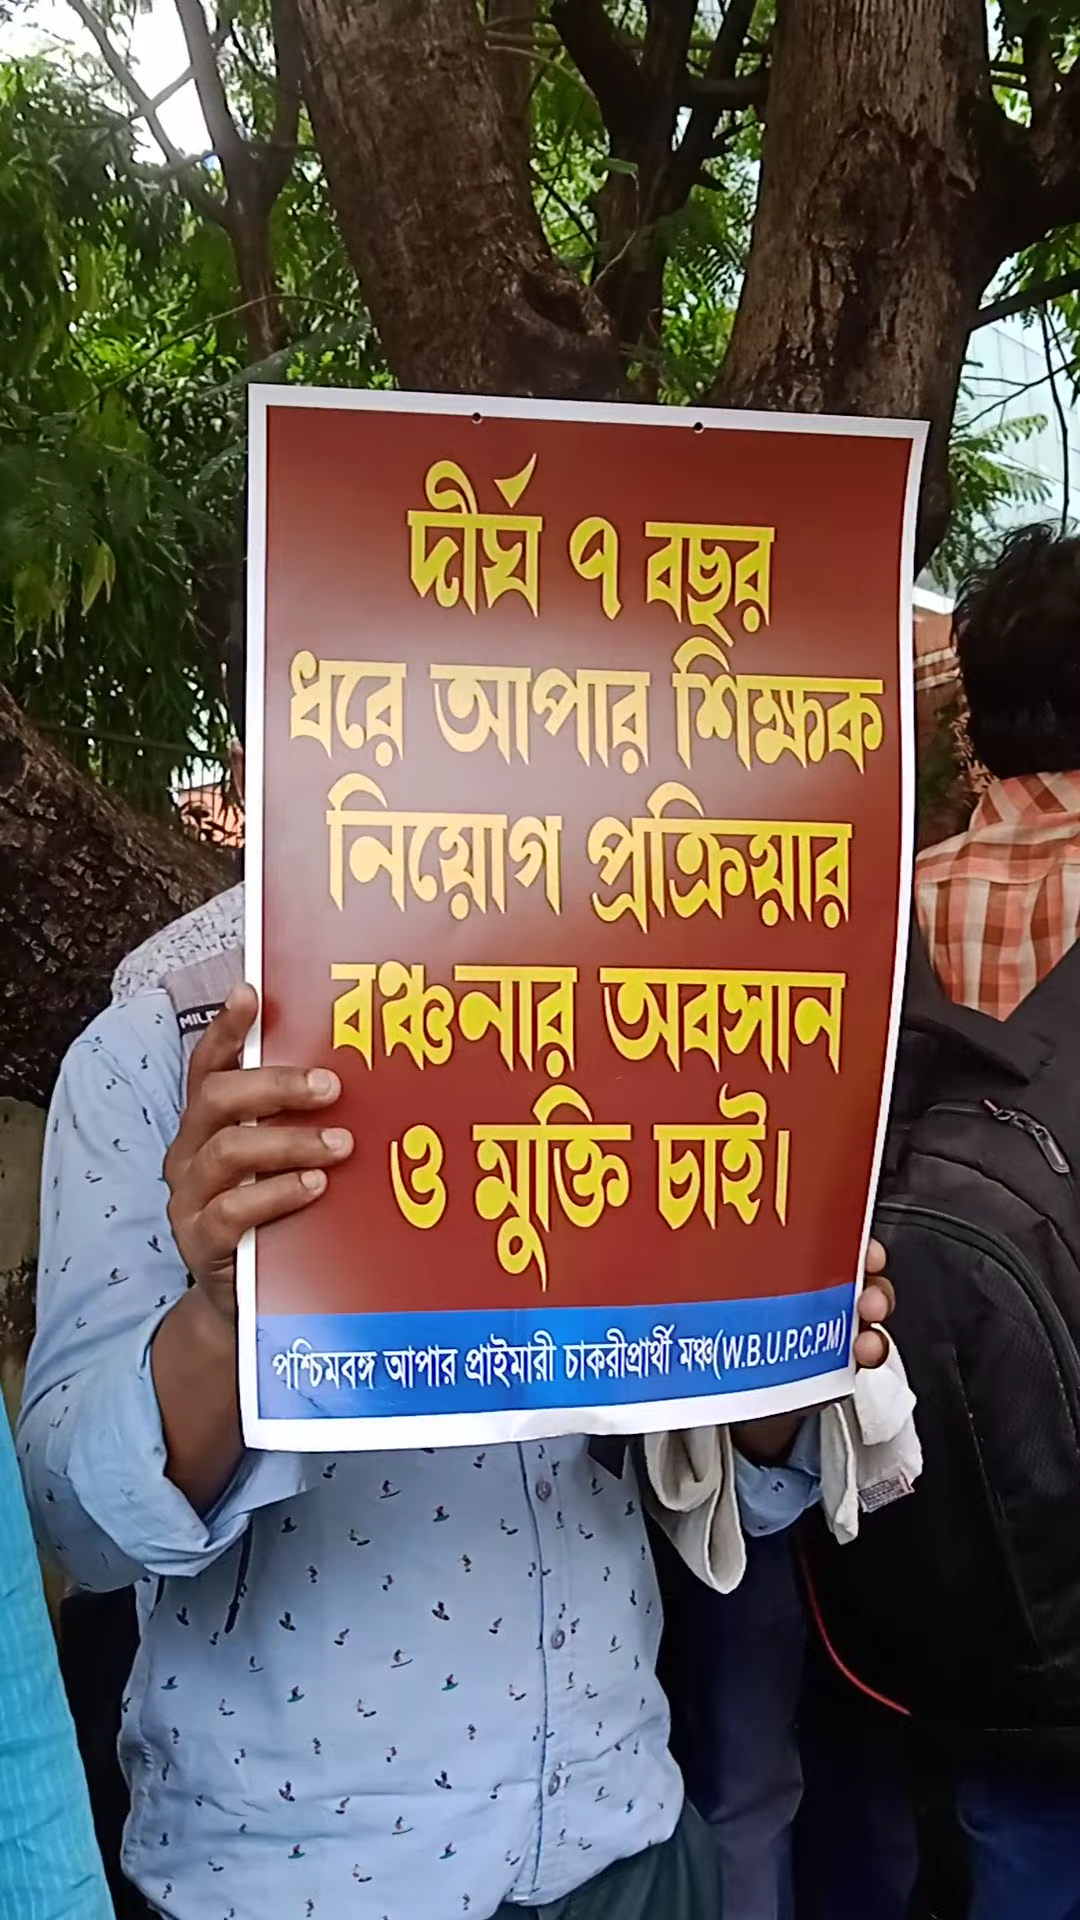 দীর্ঘ ৭ বছর
ধরে আপার শিক্ষক
নিয়োগ প্রক্রিয়ার
বঞ্চনার অবসান
ও মুক্তি চাই।
পশ্চিমবঙ্গ আপার প্রাইমারী চাকরীপ্রার্থী মঞ্চ(W.B.U.P.C.P.M)